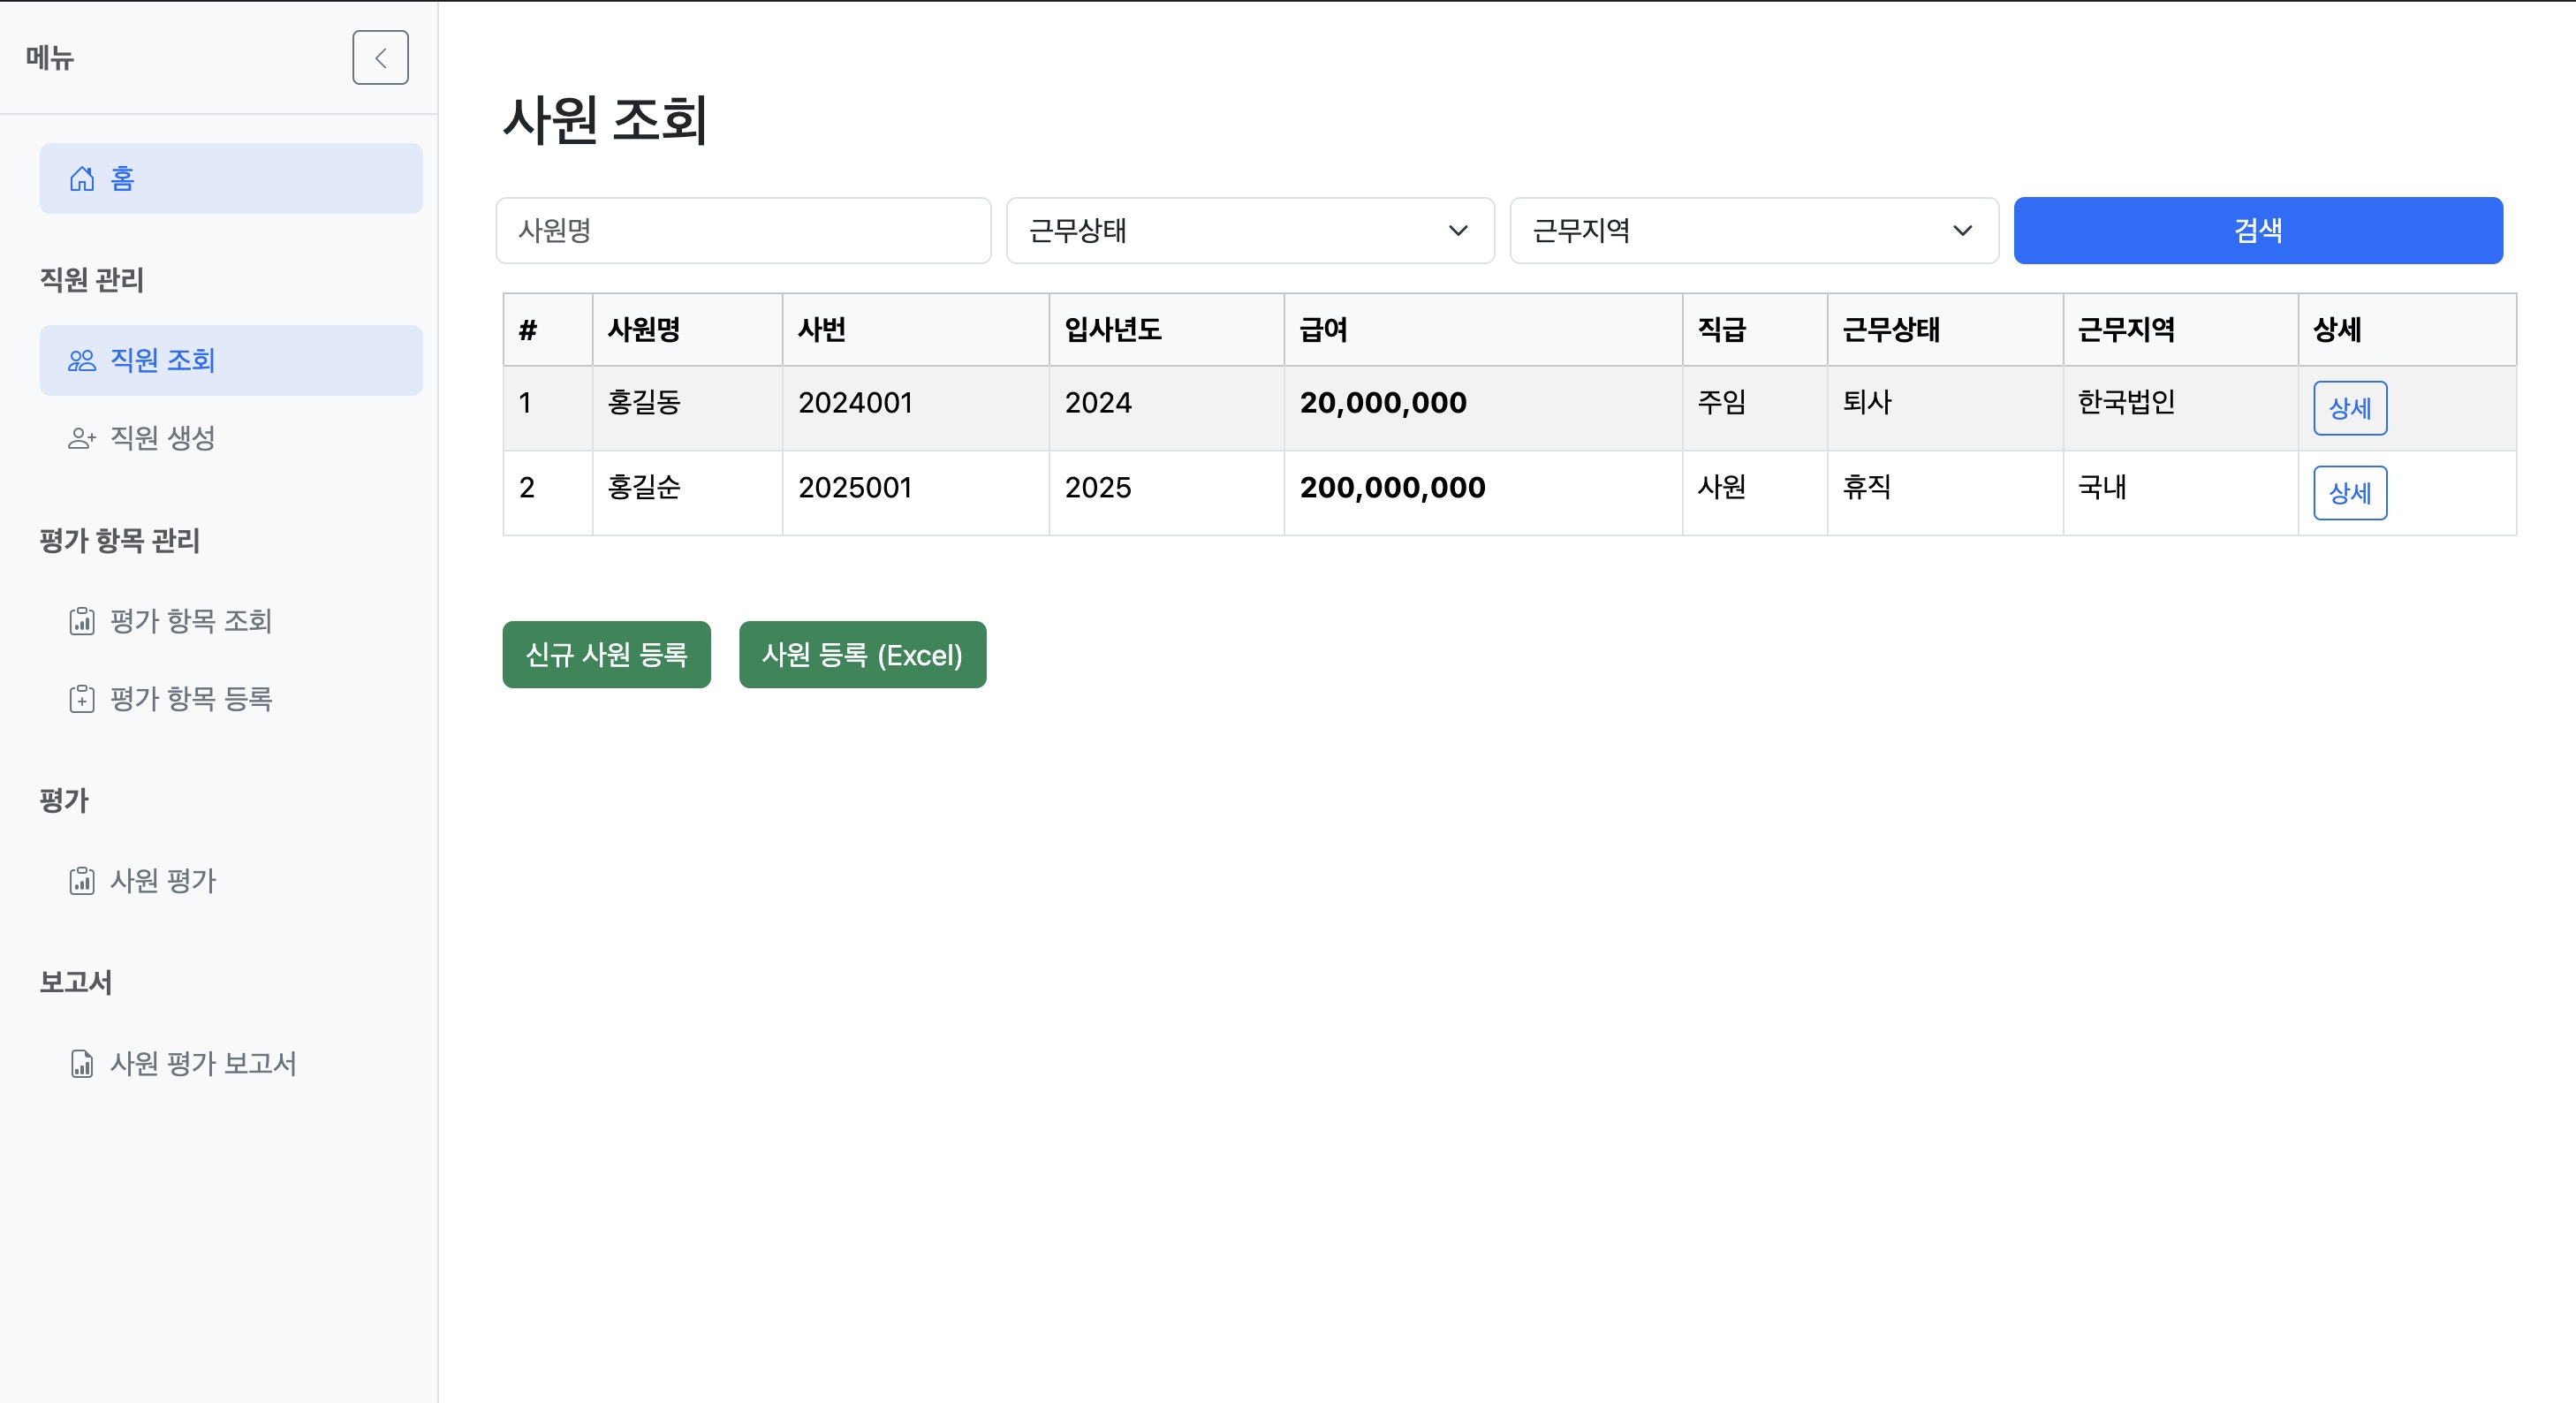 메뉴
홈
직원 관리
직원 조회
직원 생성
평가 항목 관리
평가 항목 조회
평가 항목 등록
평가
사원 평가
보고서
사원 평가 보고서
사원 조회
사원명 근무상태 근무지역 검색
# 사원명 사번 입사년도 급여 직급 근무상태 근무지역 상세
1 홍길동 2024001 2024 20,000,000 주임 퇴사 한국법인 상세
2 홍길순 2025001 2025 200,000,000 사원 휴직 국내 상세
신규 사원 등록 사원 등록 (Excel)